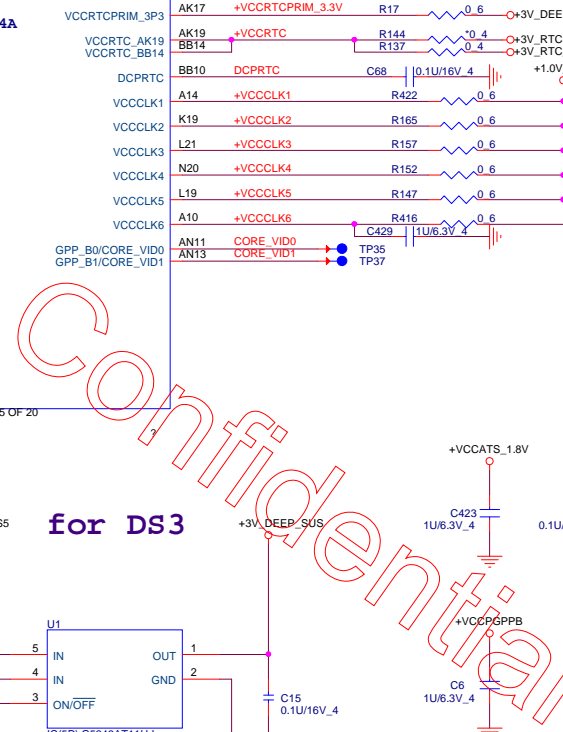 4A
VCCRTCPRIM_3P3 AK17 +VCCRTCPRIM_3.3V R17 0_6 +3V_DEE
VCCRTC_AK19 AK19 +VCCRTC R144 *0_4 +3V_RTC
VCCRTC_BB14 BB14 R137 0_4 +3V_RTC
DCPRTC BB10 DCPRTC C68 0.1U/16V_4 +1.0V
VCCCLK1 A14 +VCCCLK1 R422 0_6
VCCCLK2 K19 +VCCCLK2 R165 0_6
VCCCLK3 L21 +VCCCLK3 R157 0_6
VCCCLK4 N20 +VCCCLK4 R152 0_6
VCCCLK5 L19 +VCCCLK5 R147 0_6
VCCCLK6 A10 +VCCCLK6 R416 0_6
C429 1U/6.3V_4
GPP_B0/CORE_VID0 AN11 CORE_VID0 TP35
GPP_B1/CORE_VID1 AN13 CORE_VID1 TP37
Confidential
5 OF 20
?
+VCCATS_1.8V
S5 for DS3 +3V_DEEP_SUS
C423
1U/6.3V_4 0.1U/
+VCCPGPPB
U1
5 IN OUT 1
4 IN GND 2
3 ON/OFF
C15
0.1U/16V_4
C6
1U/6.3V_4